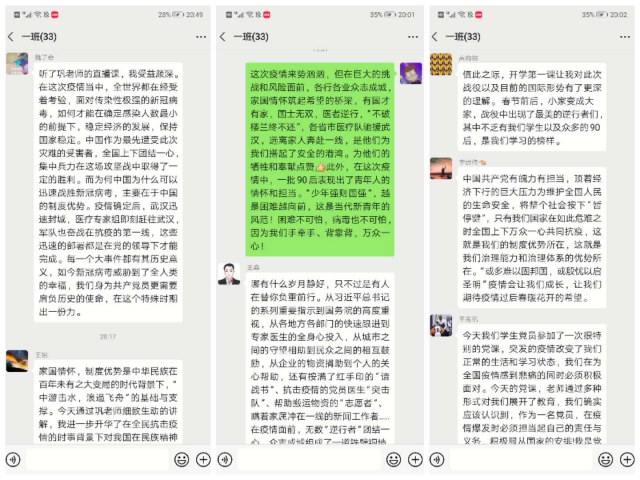 28% 20:49
一班(33)
听了巩老师的直播课，我受益颇深。
在这次疫情当中，全世界都在经受
着考验，面对传染性极强的新冠病
毒，如何才能在确定感染人数最小
的前提下，稳定经济的发展，保持
国家稳定。中国作为最先遭受此次
灾难的受害者，全国上下团结一心，
集中兵力在这场攻坚战中取得了一
定的胜利。而为何中国为什么可以
迅速战胜新冠病毒，主要在于中国
的制度优势。疫情确定后，武汉迅
速封城，医疗专家组即刻赶往武汉，
军队也奋战在抗疫的第一线，这些
迅速的部署都是在党的领导下才能
完成。每一个大事件都有其历史意
义，如今新冠病毒威胁到了全人类
的幸福，我们身为共产党员更需要
肩负历史的使命，在这个特殊时期
出一份力。
20:17
家国情怀，制度优势是中华民族在
百年未有之大变局的时代背景下，“
中游击水，浪遏飞舟”的基础与支
撑。今天通过巩老师细致生动的讲
解，我进一步升华了在全民抗击疫
情的时事背景下对我国在民族精神
35% 20:01
一班(33)
这次疫情来势汹汹，但在巨大的挑
战和风险面前，各行各业众志成城，
家国情怀筑起希望的桥梁，有国才
有家，国士无双，医者逆行，“不破
楼兰终不还”，各省市医疗队驰援武
汉，远离家人奔赴一线，是他们为
我们搭起了安全的港湾，为他们的
牺牲和奉献点赞 此外，在这次疫
情中，一批90后表现出了青年人的
情怀和担当。“少年强则国强”，越
是困难越向前，这是当代新青年的
风范！困难不可怕，病毒也不可怕，
因为我们手牵手、背靠背，万众一
心！
王淼
哪有什么岁月静好，只不过是有人
在替你负重前行。从习近平总书记
的系列重要指示到国务院的高度重
视，从各地方各部门的快速跟进到
专家医生的全身心投入，从城市之
间的守望相助到民众之间的相互鼓
励，从企业的物资捐助到个人的关
心帮助，还有按满了红手印的“请
战书”、抗击疫情的党员医生“突击
队”、帮助搬运物资的“志愿者”、
瞒着家庚冲在一线的新闻工作者....
在疫情面前，无数“逆行者”团结一
35% 20:02
一班(33)
值此之际，开学第一课让我对此次
战役以及目前的国际形势有了更深
的理解。 春节前后，小家变成大
家，战役中出现了最美的逆行者们，
其中不乏有我们学生以及众多的90
后，是我们学习的榜样。
中国共产党有魄力有担当，顶着经
济下行的巨大压力为维护全国人民
的生命安全，将整个社会按下“暂
停键”，只有我们国家在如此危难之
时全国上下万众一心共同抗疫，这
就是我们的制度优势所在，这就是
我们治理能力和治理体系的优势所
在。“或多难以固邦国，或殷忧以启
圣明”疫情会让我们成长，让我们
期待疫情过后春暖花开的希望。
今天我们学生党员参加了一次很特
别的党课，突发的疫情改变了我们
正常的生活和学习状态，我们在为
全国疫情感到悲痛的同时必须积极
面对。今天的党课，老师通过多种
形式对我们展开了教育，我们确实
应该认识到，作为一名党员，在疫
情爆发时必须担当起自己的责任与
义务，积极服从国家的安排!我是党